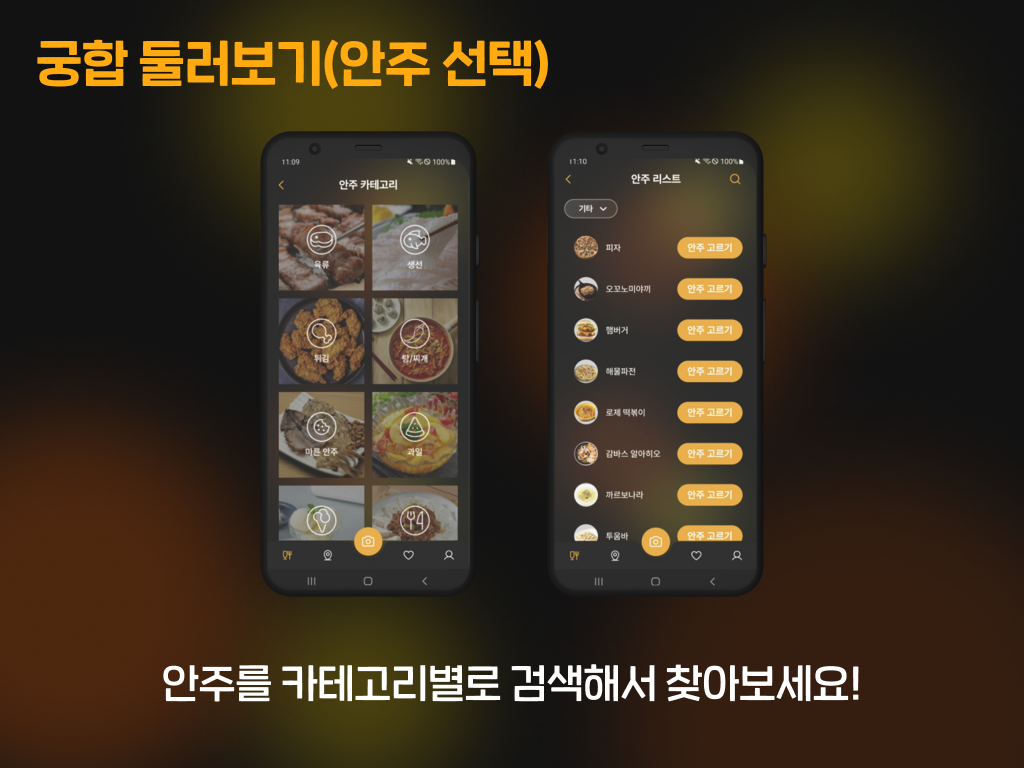 궁합 둘러보기(안주 선택)
11:09
100%
안주 카테고리
육류
생선
튀김
탕/찌개
마른 안주
과일
11:10
100%
안주 리스트
기타
피자 안주 고르기
오꼬노미야끼 안주 고르기
햄버거 안주 고르기
해물파전 안주 고르기
로제 떡볶이 안주 고르기
감바스 알아히오 안주 고르기
까르보나라 안주 고르기
투움바 안주 고르기
안주를 카테고리별로 검색해서 찾아보세요!